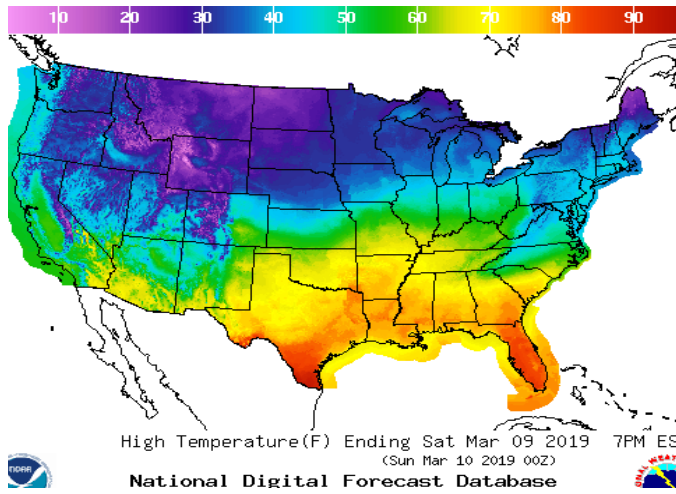 10 20 30 40 50 60 70 80 90
High Temperature(F) Ending Sat Mar 09 2019 7PM ES
(Sun Mar 10 2019 00Z)
National Digital Forecast Database